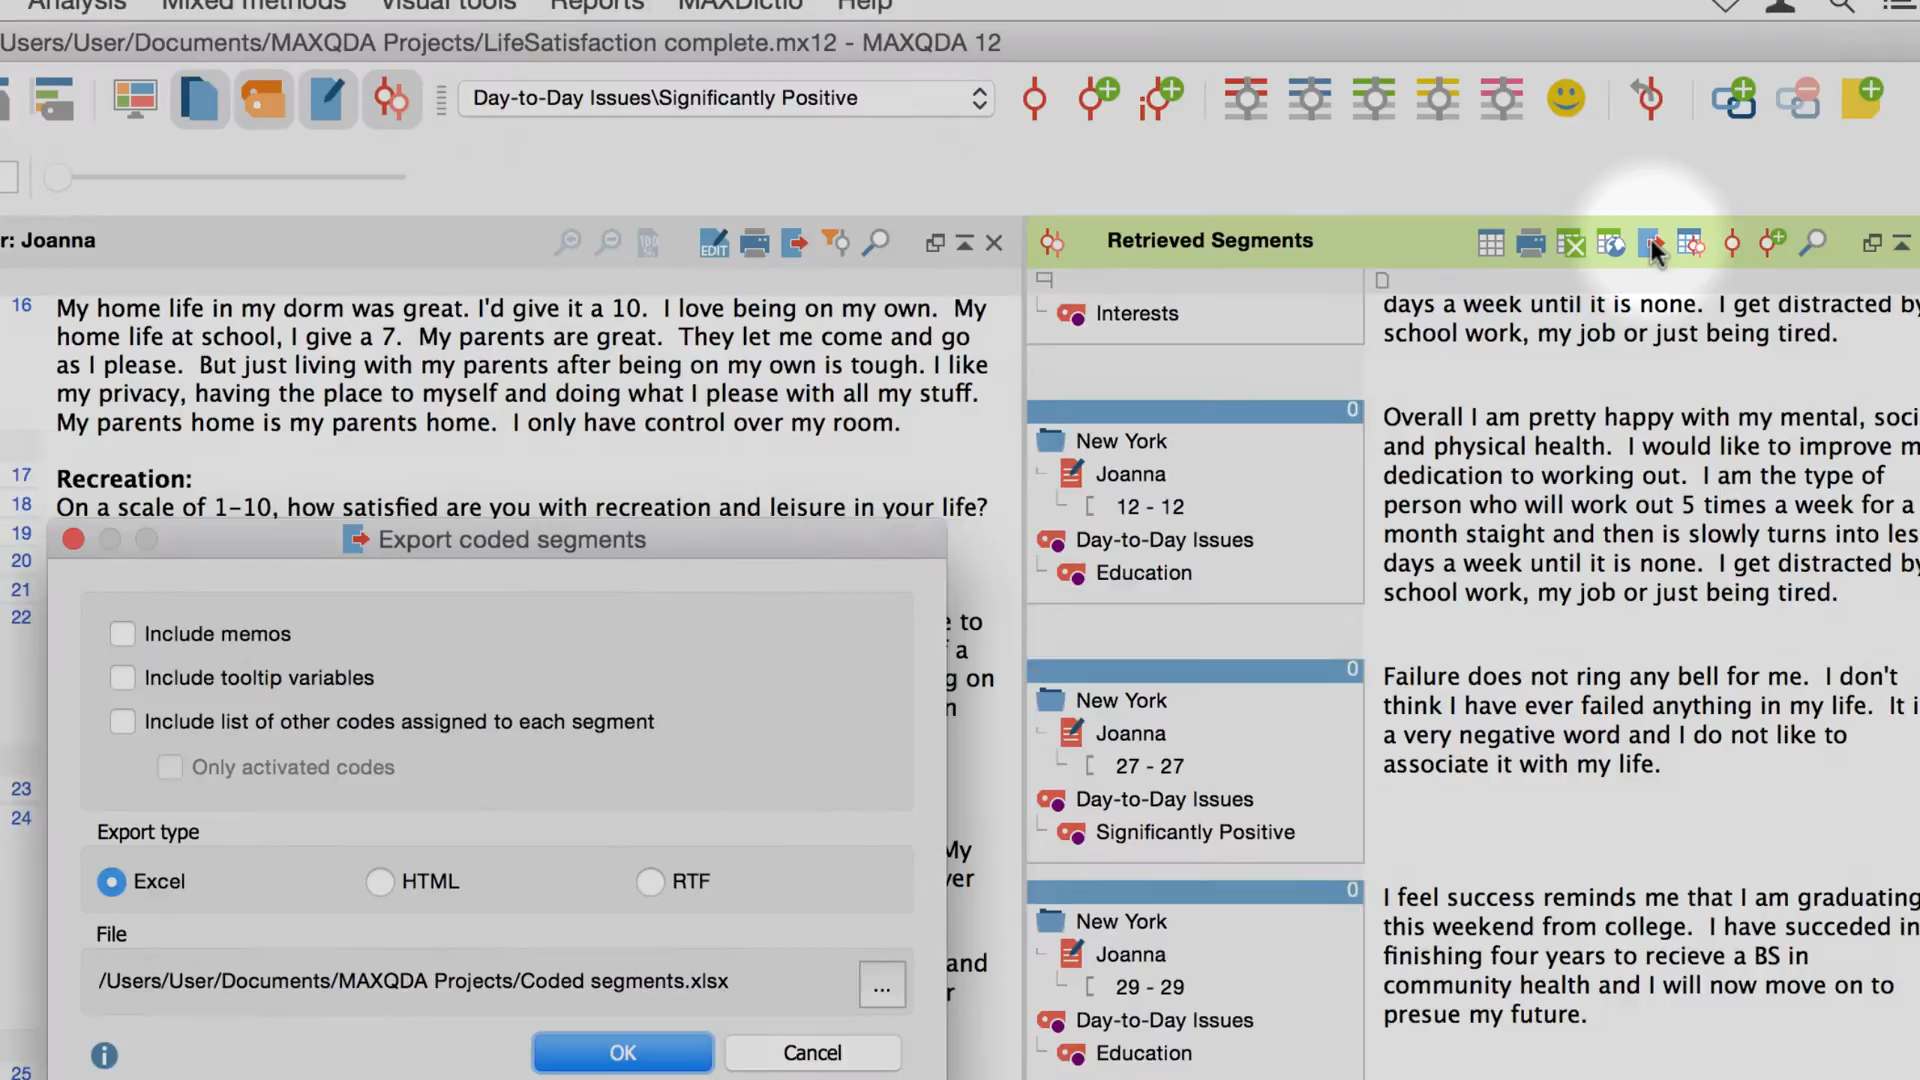 Analysis Mixed methods Visual tools Reports MAXDictio Help
Users/User/Documents/MAXQDA Projects/LifeSatisfaction complete.mx12 - MAXQDA 12
Day-to-Day Issues\Significantly Positive
r: Joanna
100
EDIT
Retrieved Segments
16 My home life in my dorm was great. I'd give it a 10. I love being on my own. My
home life at school, I give a 7. My parents are great. They let me come and go
as I please. But just living with my parents after being on my own is tough. I like
my privacy, having the place to myself and doing what I please with all my stuff.
My parents home is my parents home. I only have control over my room.
17 Recreation:
18 On a scale of 1-10, how satisfied are you with recreation and leisure in your life?
19
20
21
22
e to
f a
g on
n
23
24
My
ver
and
r
25
Export coded segments
Include memos
Include tooltip variables
Include list of other codes assigned to each segment
Only activated codes
Export type
Excel HTML RTF
File
/Users/User/Documents/MAXQDA Projects/Coded segments.xlsx
...
OK Cancel
Interests
days a week until it is none. I get distracted by
school work, my job or just being tired.
0
New York
Joanna
12 - 12
Day-to-Day Issues
Education
Overall I am pretty happy with my mental, soci
and physical health. I would like to improve m
dedication to working out. I am the type of
person who will work out 5 times a week for a
month staight and then is slowly turns into les
days a week until it is none. I get distracted by
school work, my job or just being tired.
0
New York
Joanna
27 - 27
Day-to-Day Issues
Significantly Positive
Failure does not ring any bell for me. I don't
think I have ever failed anything in my life. It i
a very negative word and I do not like to
associate it with my life.
0
New York
Joanna
29 - 29
Day-to-Day Issues
Education
I feel success reminds me that I am graduating
this weekend from college. I have succeded in
finishing four years to recieve a BS in
community health and I will now move on to
presue my future.